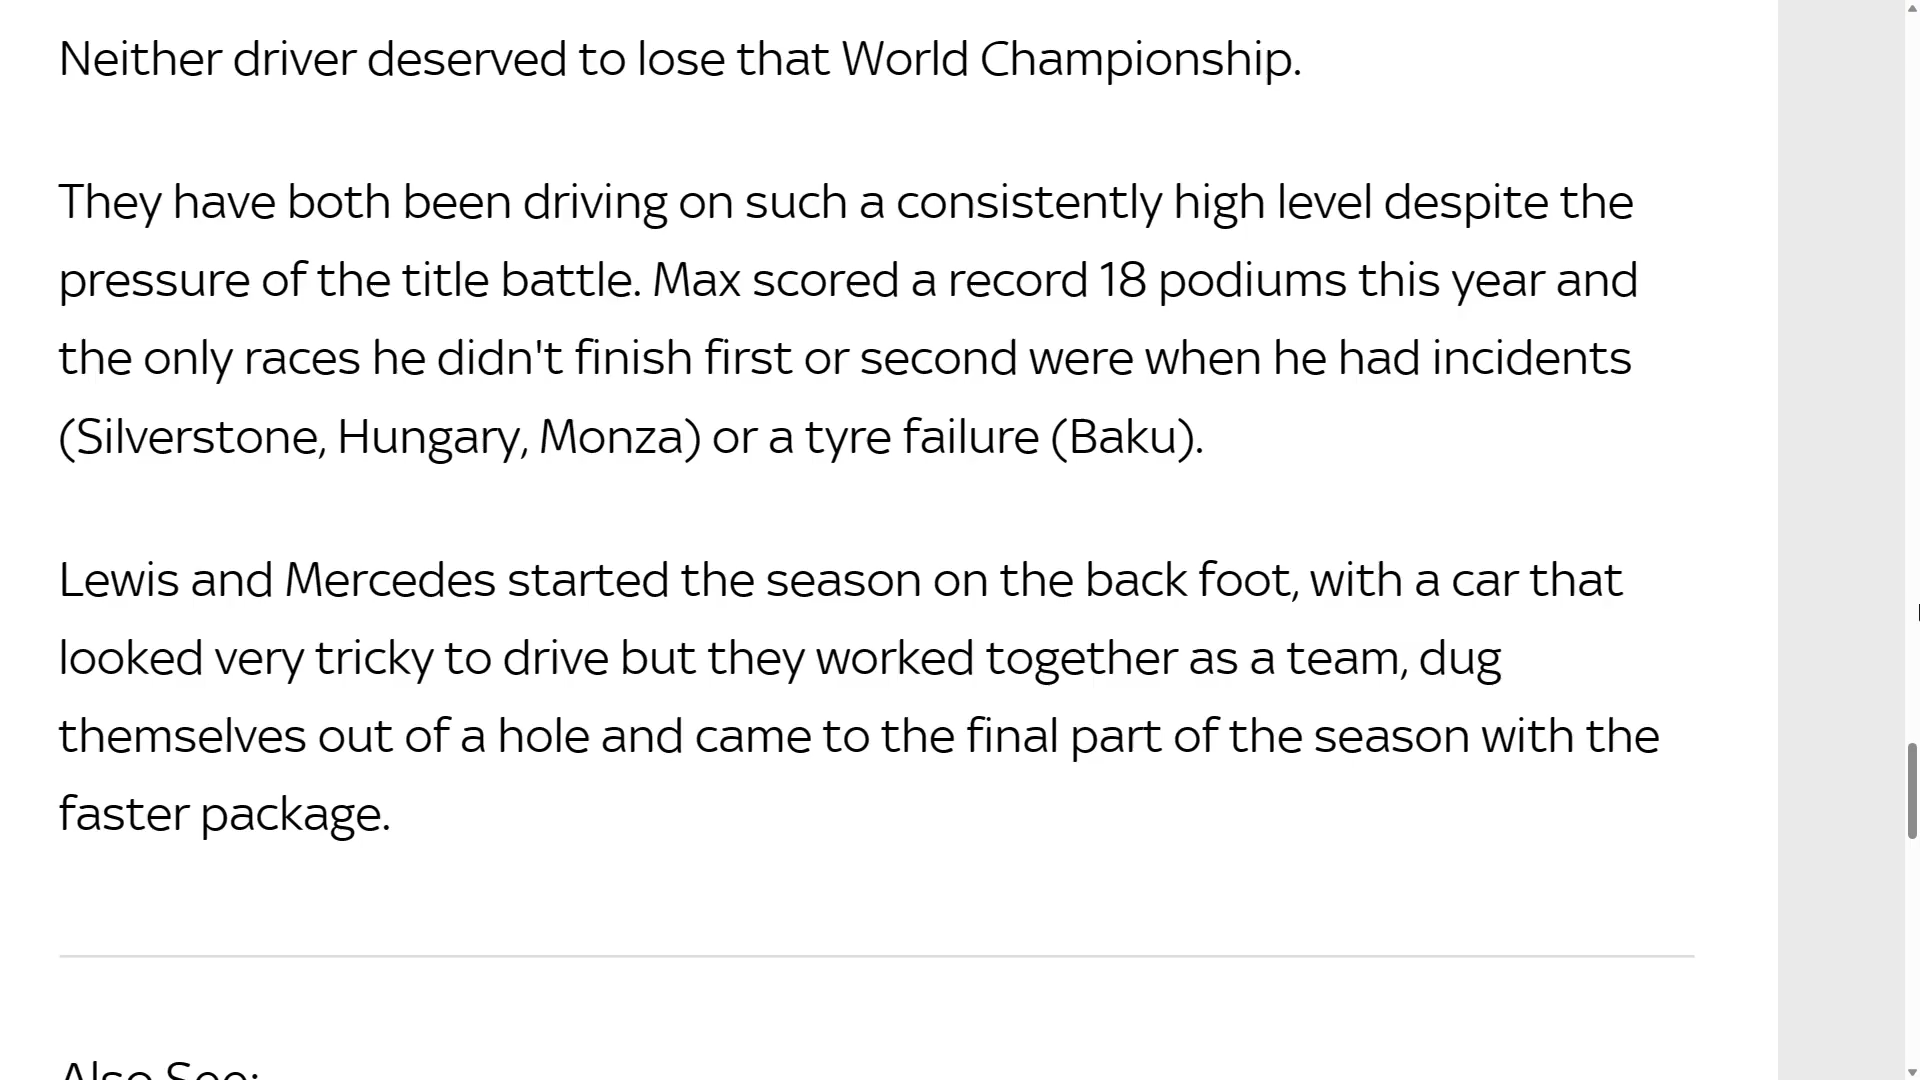 Neither driver deserved to lose that World Championship.
They have both been driving on such a consistently high level despite the
pressure of the title battle. Max scored a record 18 podiums this year and
the only races he didn't finish first or second were when he had incidents
(Silverstone, Hungary, Monza) or a tyre failure (Baku).
Lewis and Mercedes started the season on the back foot, with a car that
looked very tricky to drive but they worked together as a team, dug
themselves out of a hole and came to the final part of the season with the
faster package.
Also See: